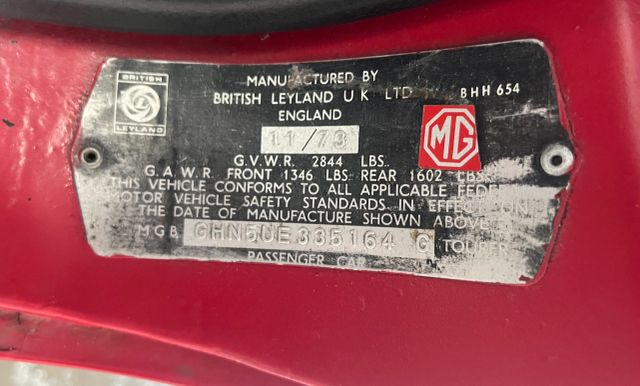 BRITISH
LEYLAND
MANUFACTURED BY
BRITISH LEYLAND U K LTD
BHH 654
ENGLAND
11/73
MG
G.V.W.R. 2844 LBS.
G.A.W.R. FRONT 1346 LBS. REAR 1602 LBS.
THIS VEHICLE CONFORMS TO ALL APPLICABLE
MOTOR VEHICLE SAFETY STANDARDS IN EFFECT ON
THE DATE OF MANUFACTURE SHOWN ABOVE
MGB GHN5UE335164 G TOURER
PASSENGER CAR